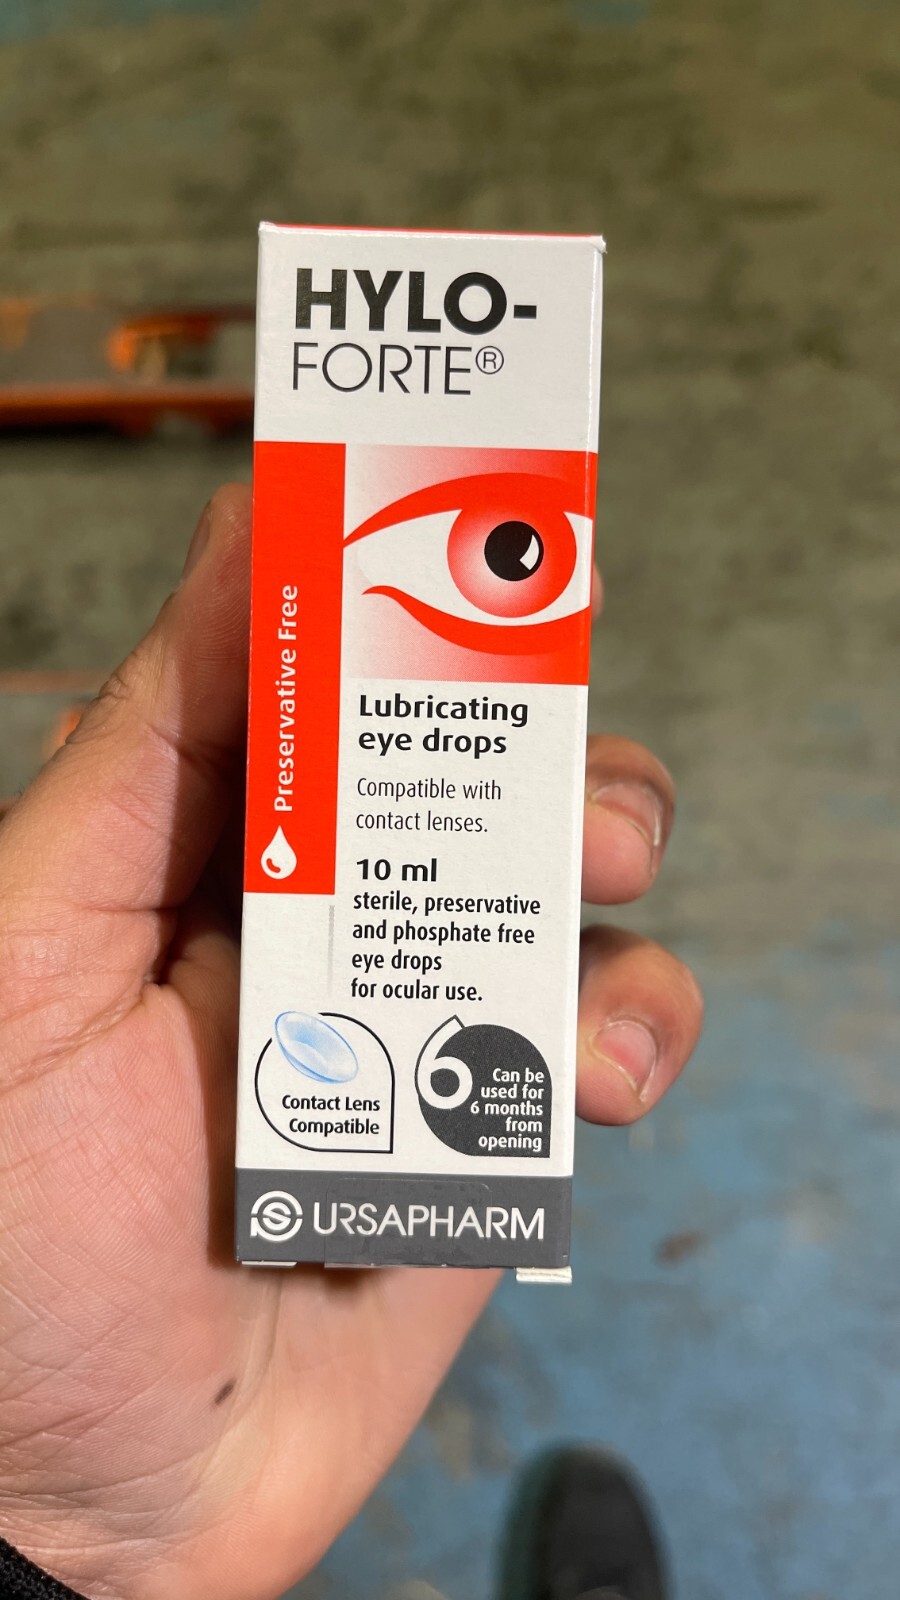 HYLO-
FORTE®
Preservative Free
Lubricating
eye drops
Compatible with
contact lenses.
10 ml
sterile, preservative
and phosphate free
eye drops
for ocular use.
Contact Lens
Compatible
6
Can be
used for
6 months
from
opening
URSAPHARM